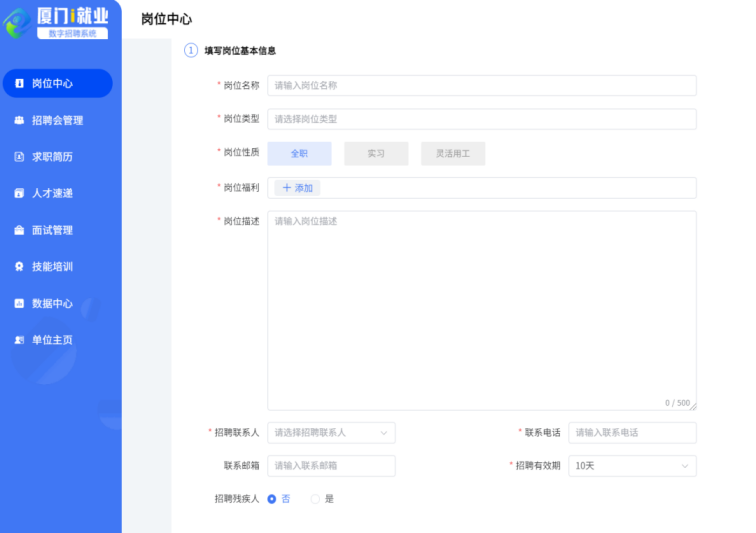 厦门i就业
数字招聘系统
岗位中心
招聘会管理
求职简历
人才速递
面试管理
技能培训
数据中心
单位主页
岗位中心
1 填写岗位基本信息
* 岗位名称 请输入岗位名称
* 岗位类型 请选择岗位类型
* 岗位性质 全职 实习 灵活用工
* 岗位福利 + 添加
* 岗位描述 请输入岗位描述
0 / 500
* 招聘联系人 请选择招聘联系人 * 联系电话 请输入联系电话
联系邮箱 请输入联系邮箱 * 招聘有效期 10天
招聘残疾人 否 是